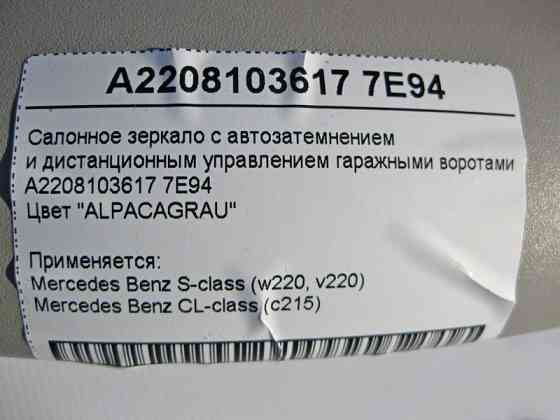 A2208103617 7E94
Салонное зеркало с автозатемнением
и дистанционным управлением гаражными воротами
A2208103617 7E94
Цвет "ALPACAGRAU"
Применяется:
Mercedes Benz S-class (w220, v220)
Mercedes Benz CL-class (c215)